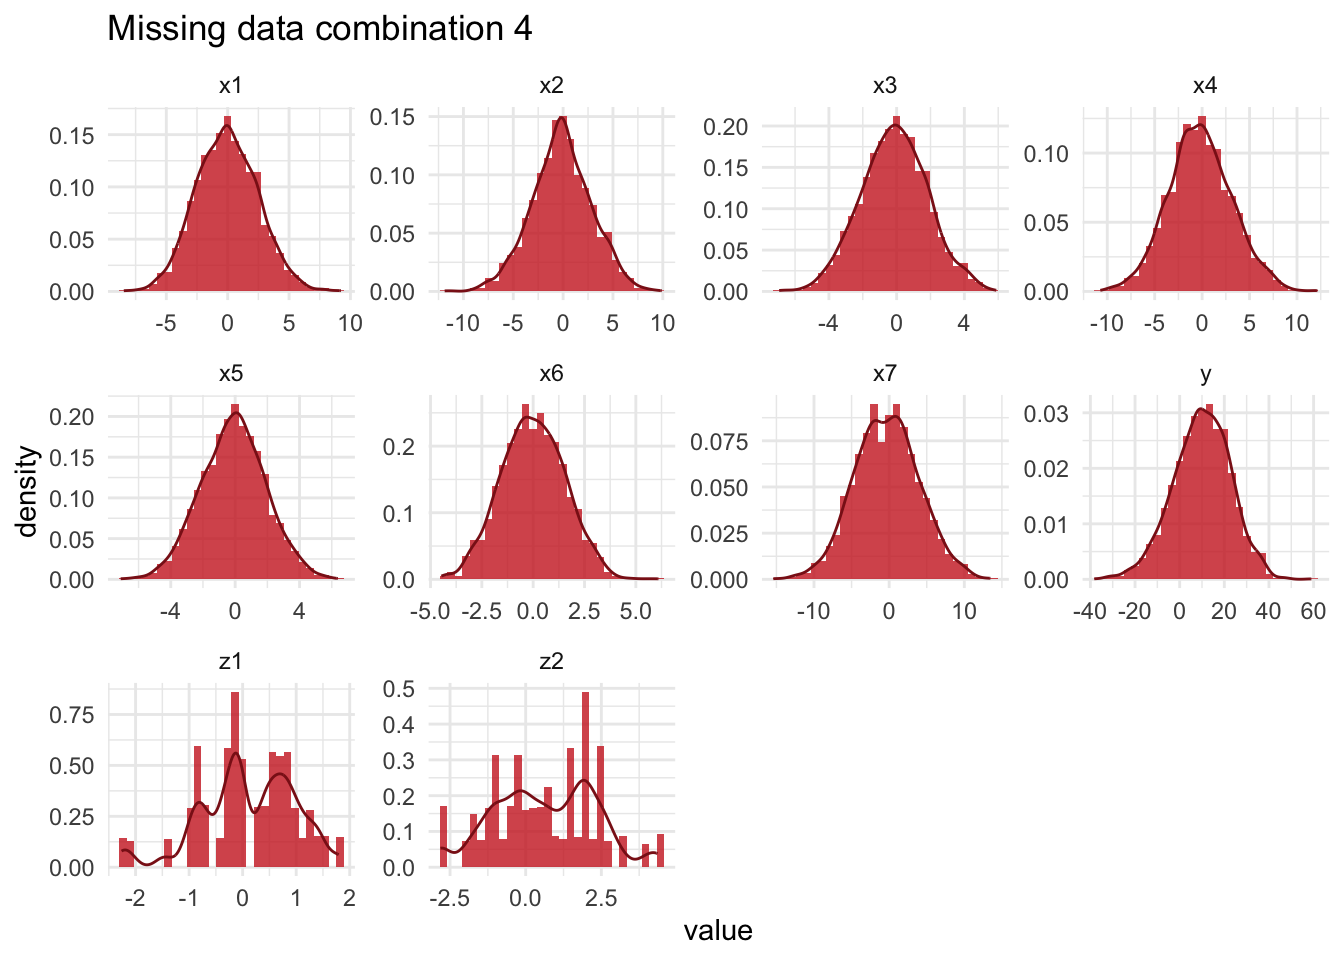 Missing data combination 4
x1 x2 x3 x4
0.15 0.10 0.05 0.00
-5 0 5 10
0.15 0.10 0.05 0.00
-10 -5 0 5 10
0.20 0.15 0.10 0.05 0.00
-4 0 4
0.10 0.05 0.00
-10 -5 0 5 10
x5 x6 x7 y
0.20 0.15 0.10 0.05 0.00
-4 0 4
0.2 0.1 0.0
-5.0 -2.5 0.0 2.5 5.0
0.075 0.050 0.025 0.000
-10 0 10
0.03 0.02 0.01 0.00
-40 -20 0 20 40 60
density
z1 z2
0.75 0.50 0.25 0.00
-2 -1 0 1 2
0.5 0.4 0.3 0.2 0.1 0.0
-2.5 0.0 2.5
value